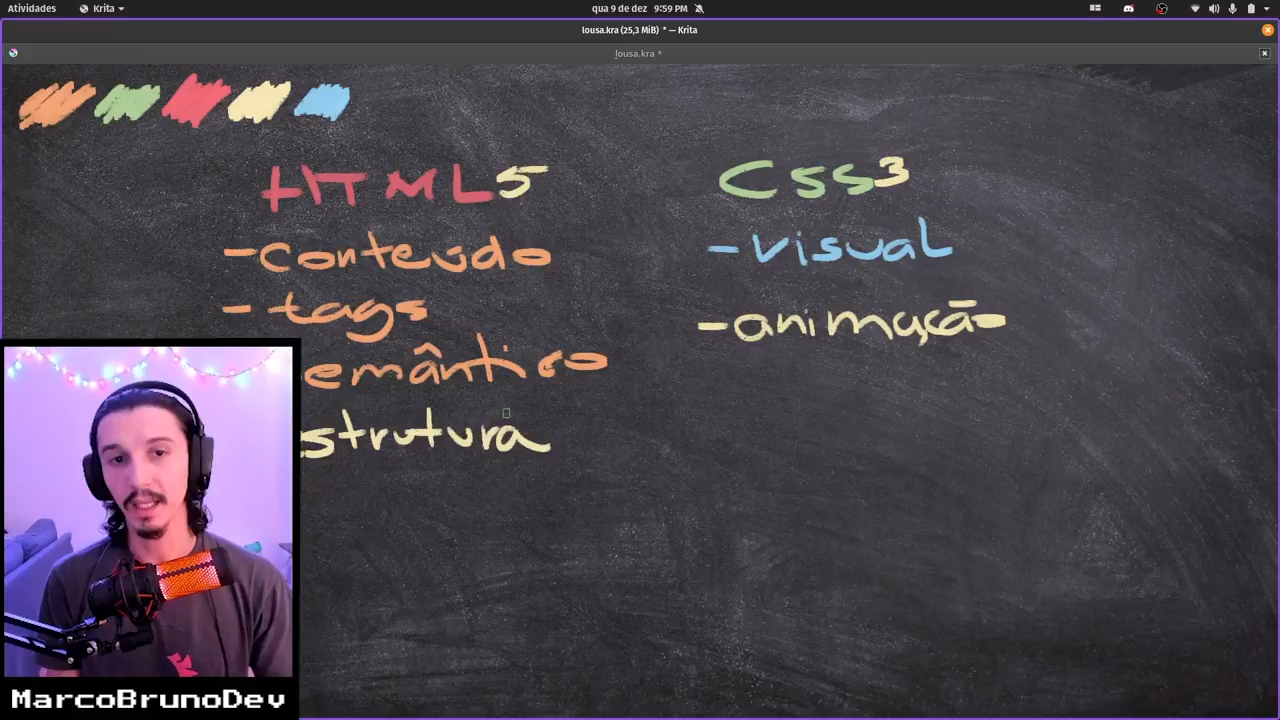 Atividades Krita qua 9 de dez 9:59 PM
lousa.kra (25,3 MiB) * — Krita
lousa.kra *
HTML5
- Conteúdo
- tags
emântico
strutura
CSS3
- visual
- animação
MarcoBrunoDev